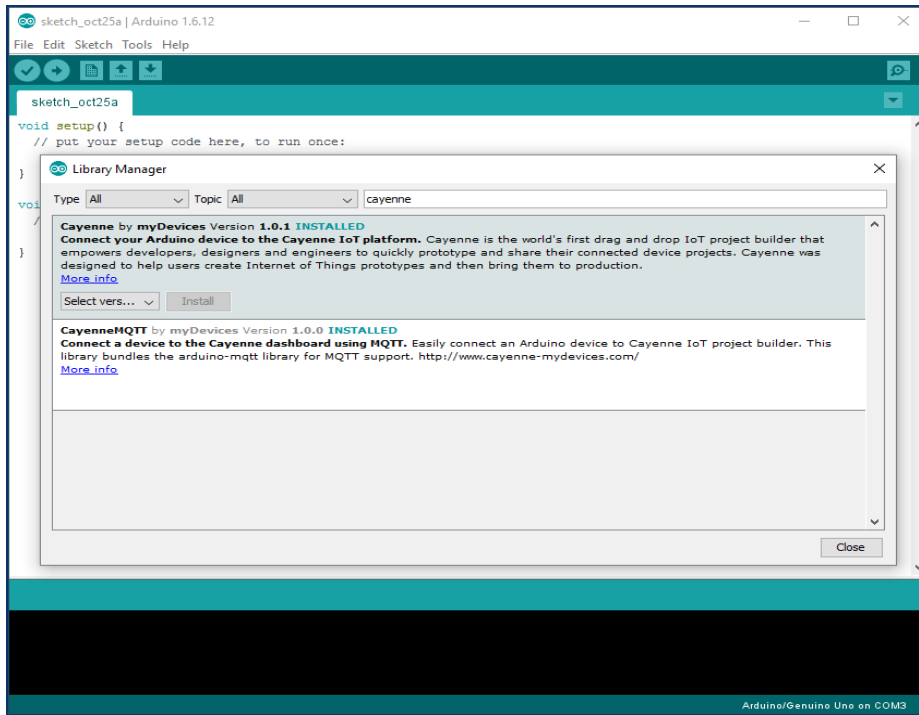 sketch_oct25a | Arduino 1.6.12
File Edit Sketch Tools Help
sketch_oct25a
void setup() {
// put your setup code here, to run once:
}
Library Manager
Type All Topic All cayenne
voi
/
}
Cayenne by myDevices Version 1.0.1 INSTALLED
Connect your Arduino device to the Cayenne IoT platform. Cayenne is the world's first drag and drop IoT project builder that
empowers developers, designers and engineers to quickly prototype and share their connected device projects. Cayenne was
designed to help users create Internet of Things prototypes and then bring them to production.
More info
Select vers... Install
CayenneMQTT by myDevices Version 1.0.0 INSTALLED
Connect a device to the Cayenne dashboard using MQTT. Easily connect an Arduino device to Cayenne IoT project builder. This
library bundles the arduino-mqtt library for MQTT support. http://www.cayenne-mydevices.com/
More info
Close
Arduino/Genuino Uno on COM3